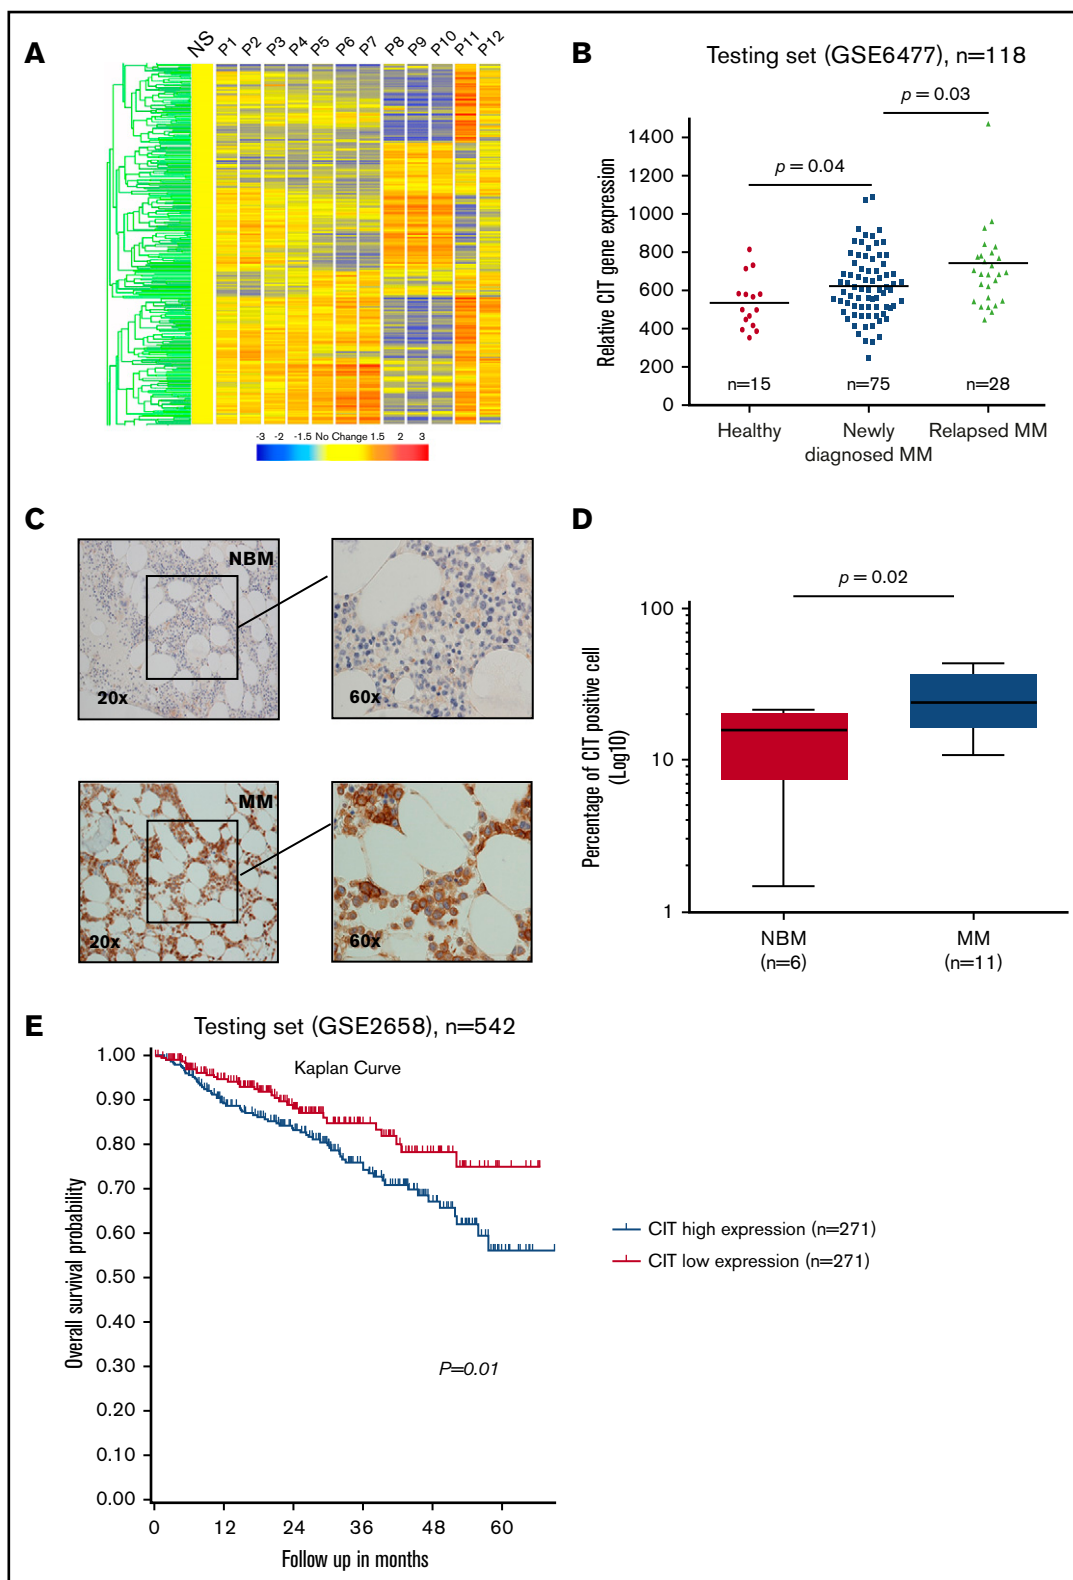 A
NS P1 P2 P3 P4 P5 P6 P7 P8 P9 P10 P11 P12
-3 -2 -1.5 No Change 1.5 2 3
B
Testing set (GSE6477), n=118
p = 0.03
p = 0.04
Relative CIT gene expression
1400
1200
1000
800
600
400
200
0
n=15 n=75 n=28
Healthy Newly diagnosed MM Relapsed MM
C
NBM
20x
60x
MM
20x
60x
D
p = 0.02
Percentage of CIT positive cell
(Log10)
100
10
1
NBM
(n=6)
MM
(n=11)
E
Testing set (GSE2658), n=542
Kaplan Curve
Overall survival probability
1.00
0.90
0.80
0.70
0.60
0.50
0.40
0.30
0.20
0.10
0.00
P=0.01
0 12 24 36 48 60
Follow up in months
CIT high expression (n=271)
CIT low expression (n=271)